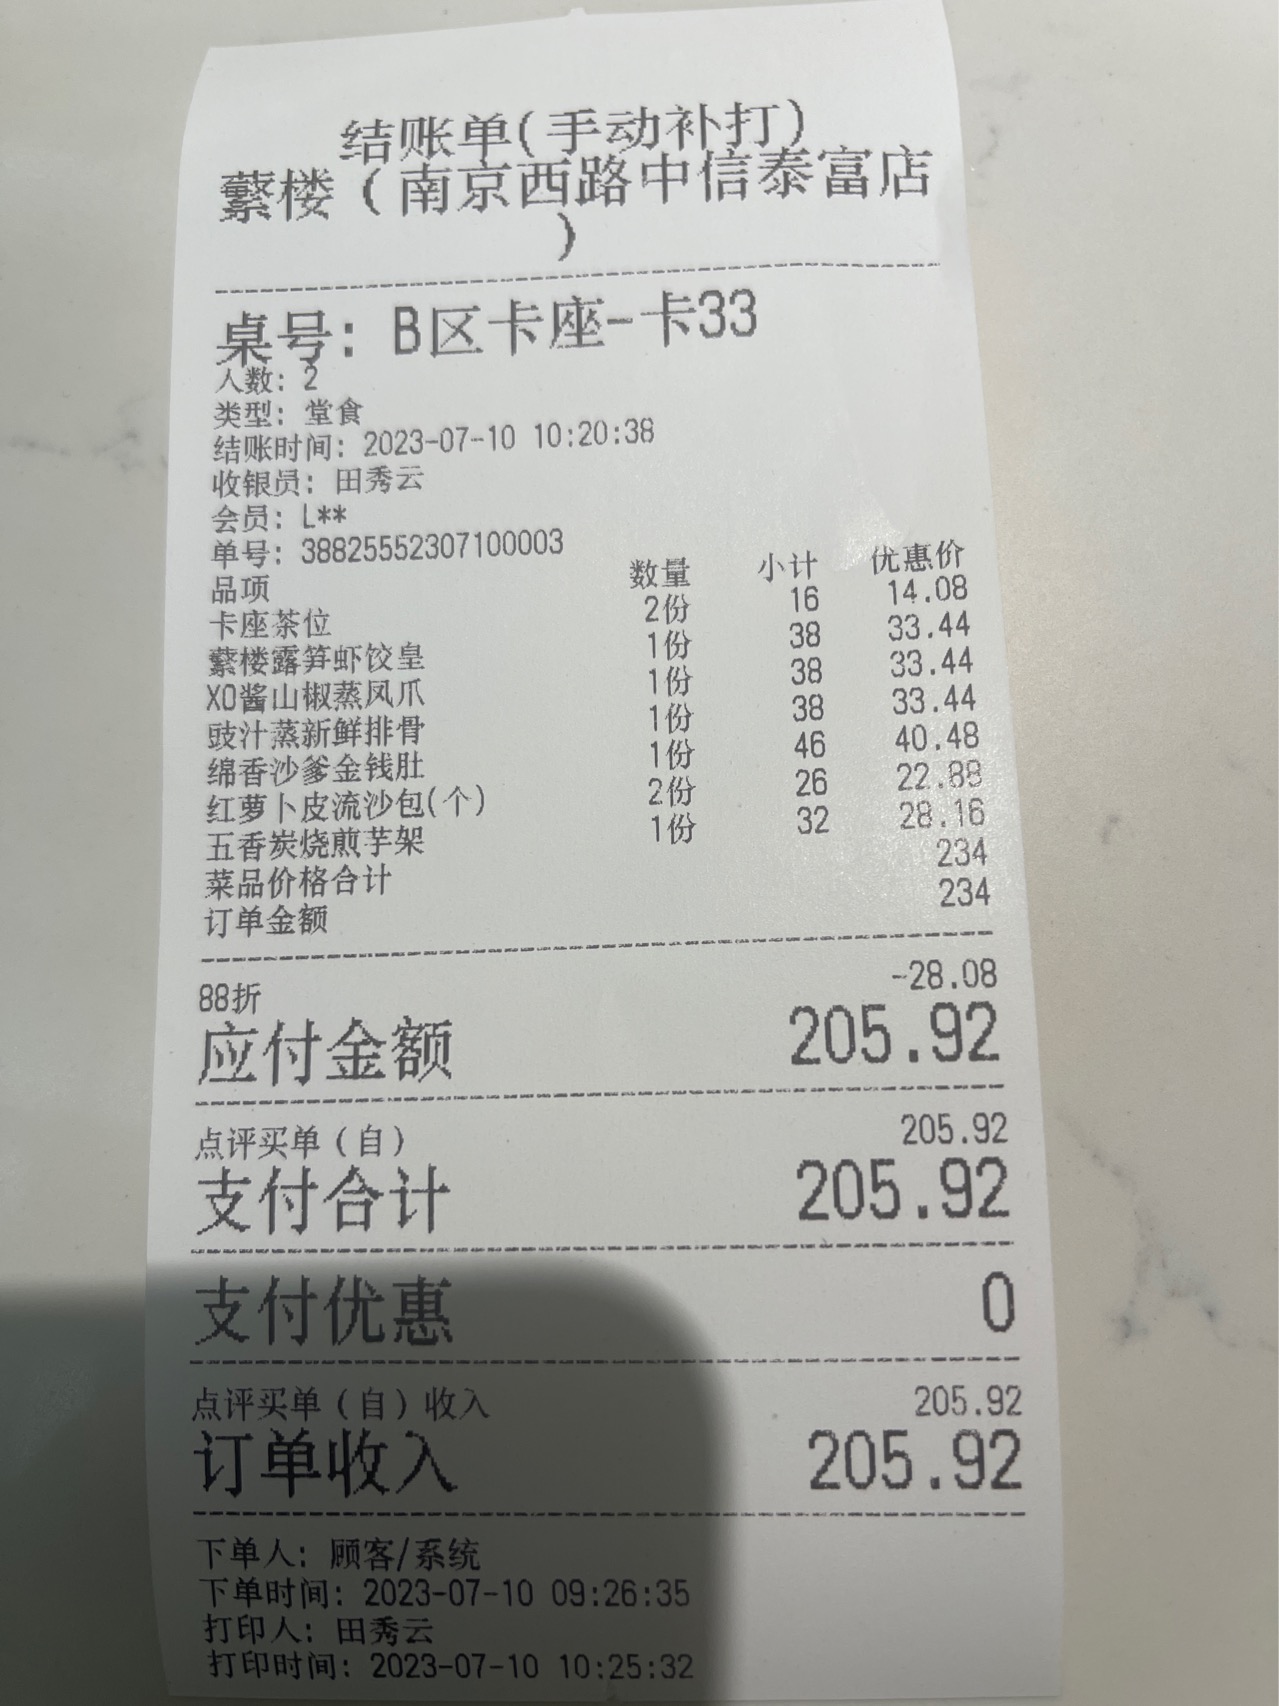 结账单(手动补打)
蘩楼（南京西路中信泰富店
）
桌号: B区卡座-卡33
人数: 2
类型: 堂食
结账时间: 2023-07-10 10:20:38
收银员: 田秀云
会员: L**
单号: 38825552307100003
品项 数量 小计 优惠价
卡座茶位 2份 16 14.08
蘩楼露笋虾饺皇 1份 38 33.44
XO酱山椒蒸凤爪 1份 38 33.44
豉汁蒸新鲜排骨 1份 38 33.44
绵香沙爹金钱肚 1份 46 40.48
红萝卜皮流沙包(个) 2份 26 22.88
五香炭烧煎芋架 1份 32 28.16
菜品价格合计 234
订单金额 234
88折 -28.08
应付金额 205.92
点评买单（自） 205.92
支付合计 205.92
支付优惠 0
点评买单（自）收入 205.92
订单收入 205.92
下单人: 顾客/系统
下单时间: 2023-07-10 09:26:35
打印人: 田秀云
打印时间: 2023-07-10 10:25:32